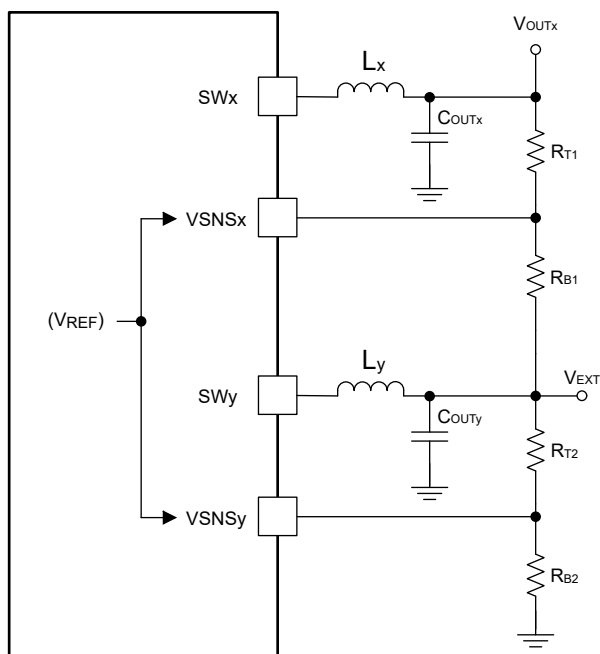 VOUTx
Lx
SWx
COUTx
RT1
VSNSx
RB1
(VREF)
Ly
VEXT
SWy
COUTy
RT2
VSNSy
RB2